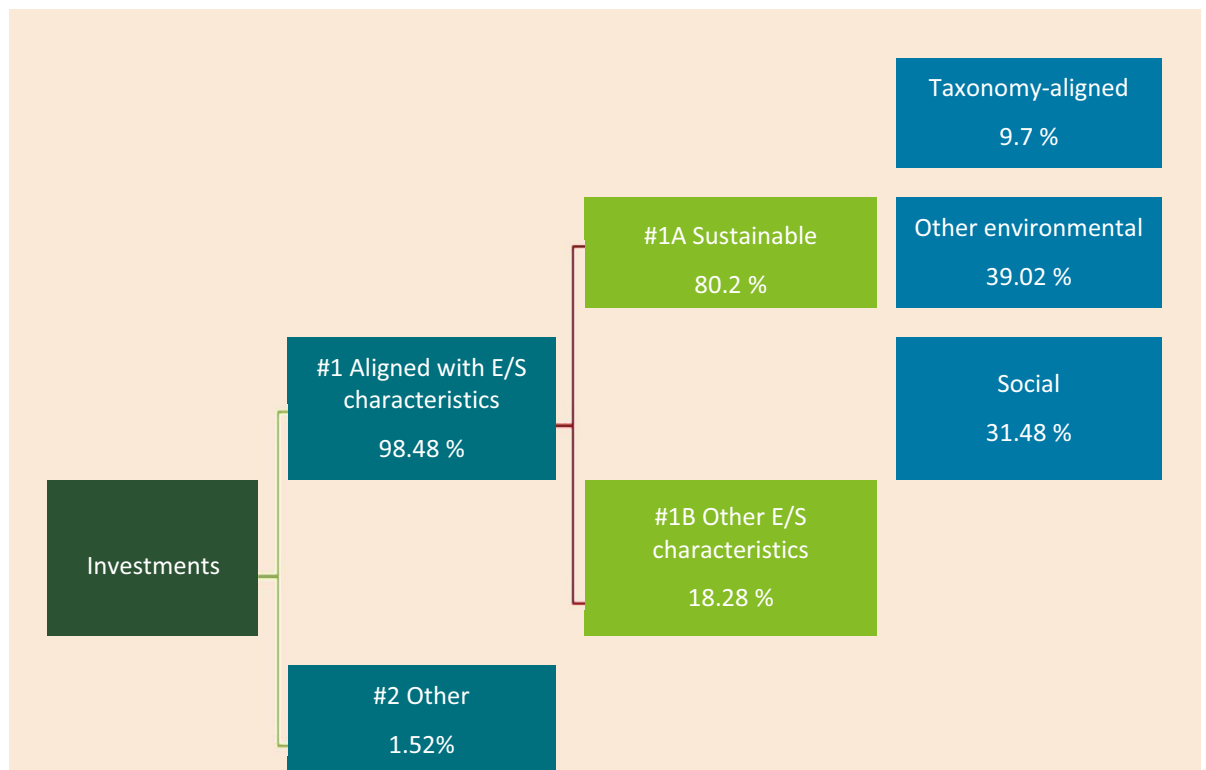 Taxonomy-aligned
9.7 %
#1A Sustainable
80.2 %
Other environmental
39.02 %
#1 Aligned with E/S
characteristics
98.48 %
Social
31.48 %
Investments
#1B Other E/S
characteristics
18.28 %
#2 Other
1.52%